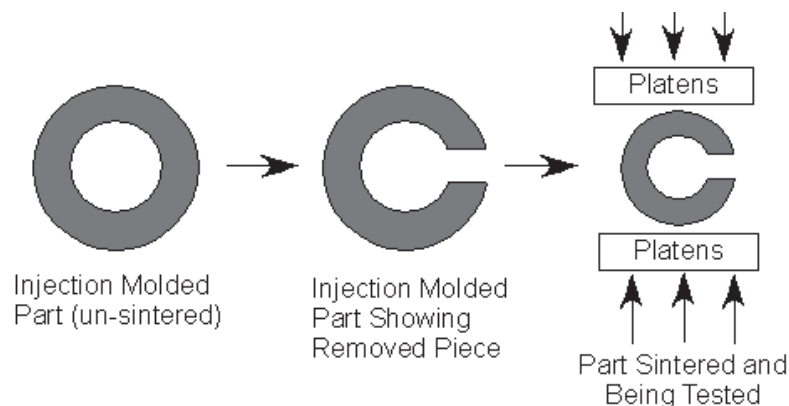 Platens
Platens
Injection Molded
Part (un-sintered)
Injection Molded
Part Showing
Removed Piece
Part Sintered and
Being Tested